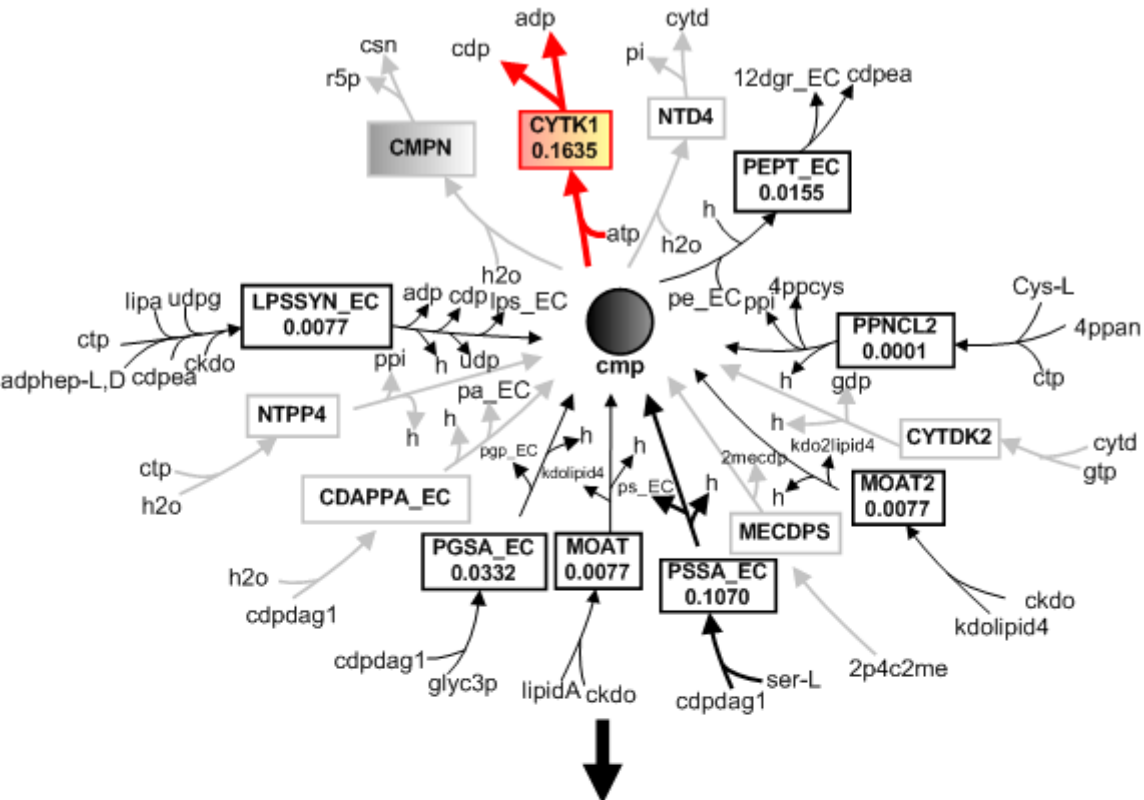 adp
cytd
csn
cdp
pi
r5p
12dgr_EC
cdpea
CYTK1
0.1635
NTD4
CMPN
PEPT_EC
0.0155
h
atp
h2o
h2o
lipa
udpg
LPSSYN_EC
0.0077
adp
cdp
lps_EC
pe_EC
ppi
4ppcys
Cys-L
PPNCL2
0.0001
4ppan
ctp
ppi
h
udp
cmp
h
gdp
ctp
adphep-L,D
cdpea
ckdo
pa_EC
NTPP4
h
h
h
h
CYTDK2
cytd
gtp
pgp_EC
kdolipid4
h
2mecdp
kdo2lipid4
ctp
h2o
CDAPPA_EC
ps_EC
h
h
MOAT2
0.0077
MECDPS
PGSA_EC
0.0332
MOAT
0.0077
PSSA_EC
0.1070
h2o
cdpdag1
ckdo
kdolipid4
cdpdag1
glyc3p
lipidA
ckdo
ser-L
cdpdag1
2p4c2me